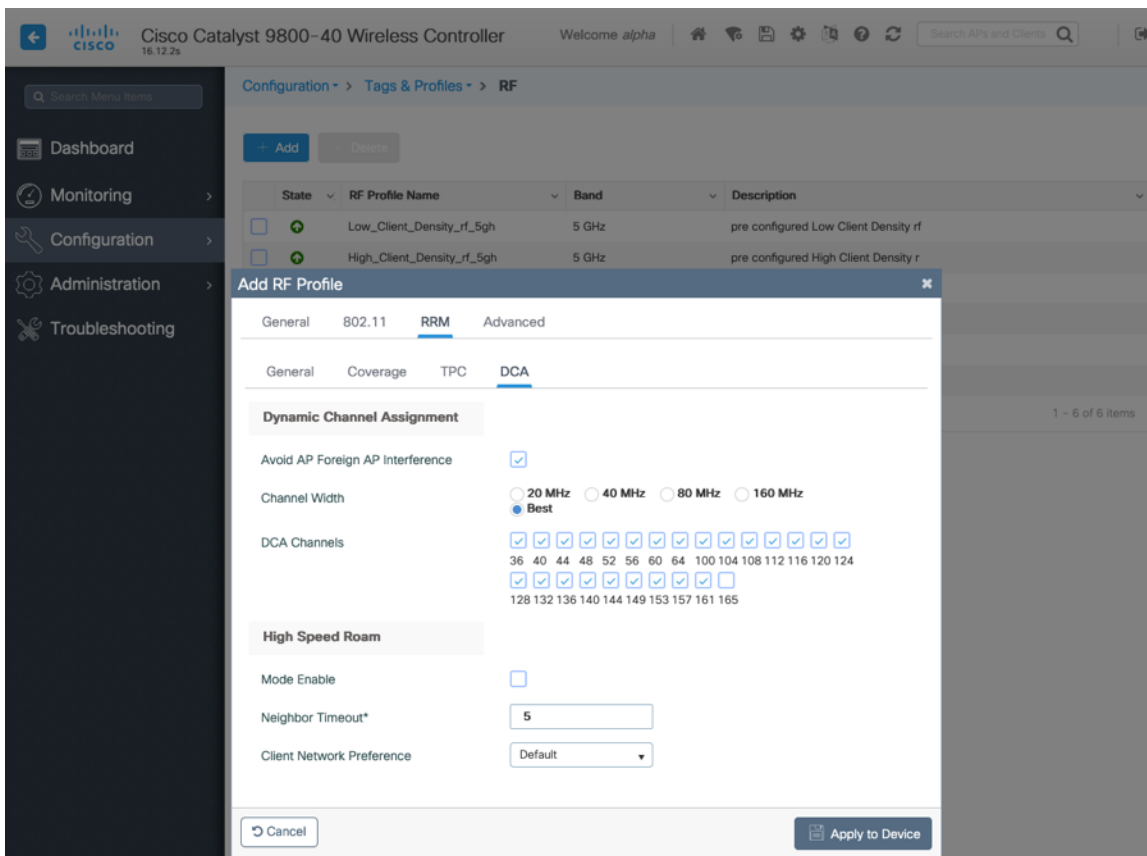 CISCO
Cisco Catalyst 9800-40 Wireless Controller
16.12.2s
Welcome alpha
Search APs and Clients
Search Menu Items
Dashboard
Monitoring
Configuration
Administration
Troubleshooting
Configuration > Tags & Profiles > RF
+ Add
Delete
State RF Profile Name Band Description
Low_Client_Density_rf_5gh 5 GHz pre configured Low Client Density rf
High_Client_Density_rf_5gh 5 GHz pre configured High Client Density r
1 - 6 of 6 items
Add RF Profile
General 802.11 RRM Advanced
General Coverage TPC DCA
Dynamic Channel Assignment
Avoid AP Foreign AP Interference
Channel Width
20 MHz 40 MHz 80 MHz 160 MHz
Best
DCA Channels
36 40 44 48 52 56 60 64 100 104 108 112 116 120 124
128 132 136 140 144 149 153 157 161 165
High Speed Roam
Mode Enable
Neighbor Timeout* 5
Client Network Preference Default
Cancel
Apply to Device